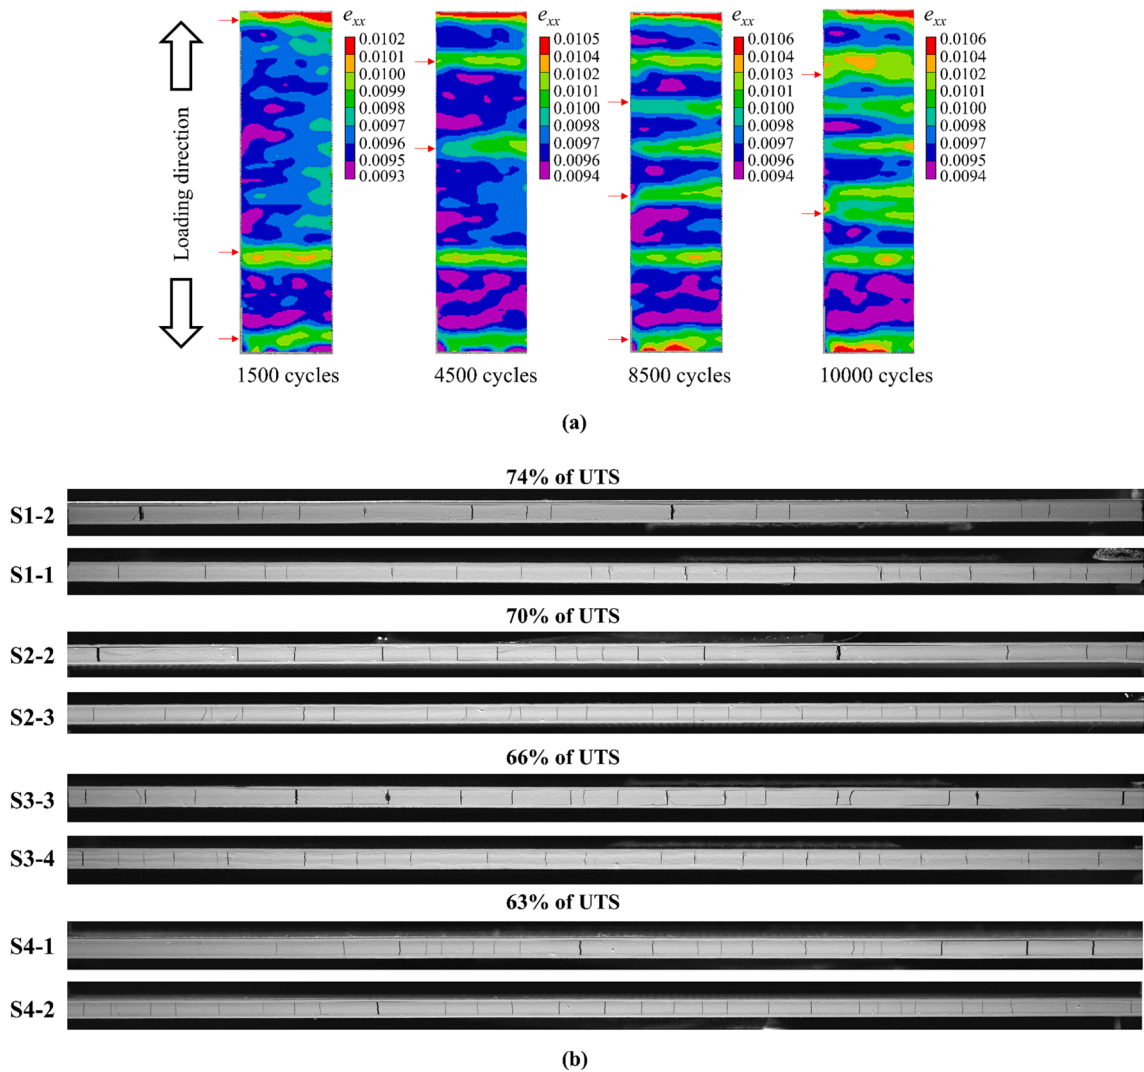 e_xx e_xx e_xx e_xx
0.0102 0.0105 0.0106 0.0106
0.0101 0.0104 0.0104 0.0104
0.0100 0.0102 0.0102 0.0103
0.0099 0.0101 0.0101 0.0102
0.0098 0.0100 0.0100 0.0101
0.0097 0.0098 0.0098 0.0100
0.0096 0.0097 0.0097 0.0098
0.0095 0.0096 0.0096 0.0097
0.0093 0.0094 0.0094 0.0095
0.0094
Loading direction
1500 cycles 4500 cycles 8500 cycles 10000 cycles
(a)
74% of UTS
S1-2
S1-1
70% of UTS
S2-2
S2-3
66% of UTS
S3-3
S3-4
63% of UTS
S4-1
S4-2
(b)